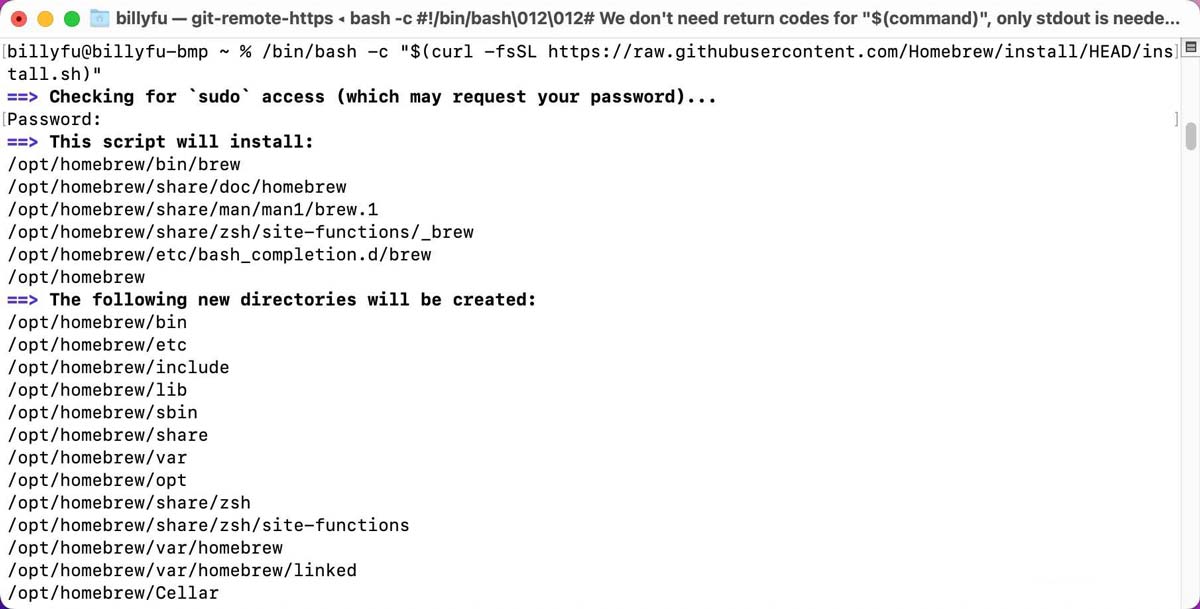 billyfu — git-remote-https ◂ bash -c #!/bin/bash\012\012# We don't need return codes for "$(command)", only stdout is neede...
[billyfu@billyfu-bmp ~ % /bin/bash -c "$(curl -fsSL https://raw.githubusercontent.com/Homebrew/install/HEAD/ins]
tall.sh)"
==> Checking for `sudo` access (which may request your password)...
[Password: ]
==> This script will install:
/opt/homebrew/bin/brew
/opt/homebrew/share/doc/homebrew
/opt/homebrew/share/man/man1/brew.1
/opt/homebrew/share/zsh/site-functions/_brew
/opt/homebrew/etc/bash_completion.d/brew
/opt/homebrew
==> The following new directories will be created:
/opt/homebrew/bin
/opt/homebrew/etc
/opt/homebrew/include
/opt/homebrew/lib
/opt/homebrew/sbin
/opt/homebrew/share
/opt/homebrew/var
/opt/homebrew/opt
/opt/homebrew/share/zsh
/opt/homebrew/share/zsh/site-functions
/opt/homebrew/var/homebrew
/opt/homebrew/var/homebrew/linked
/opt/homebrew/Cellar